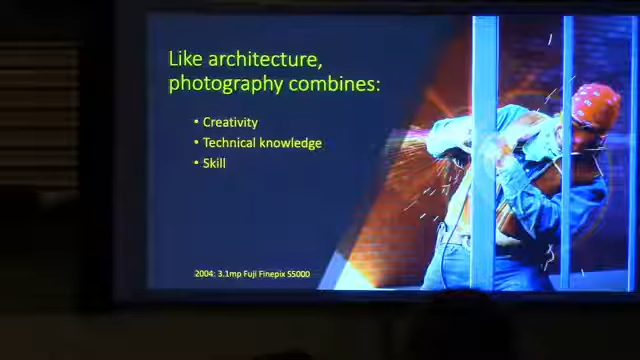 Like architecture,
photography combines:
• Creativity
• Technical knowledge
• Skill
2004: 3.1mp Fuji Finepix S5000